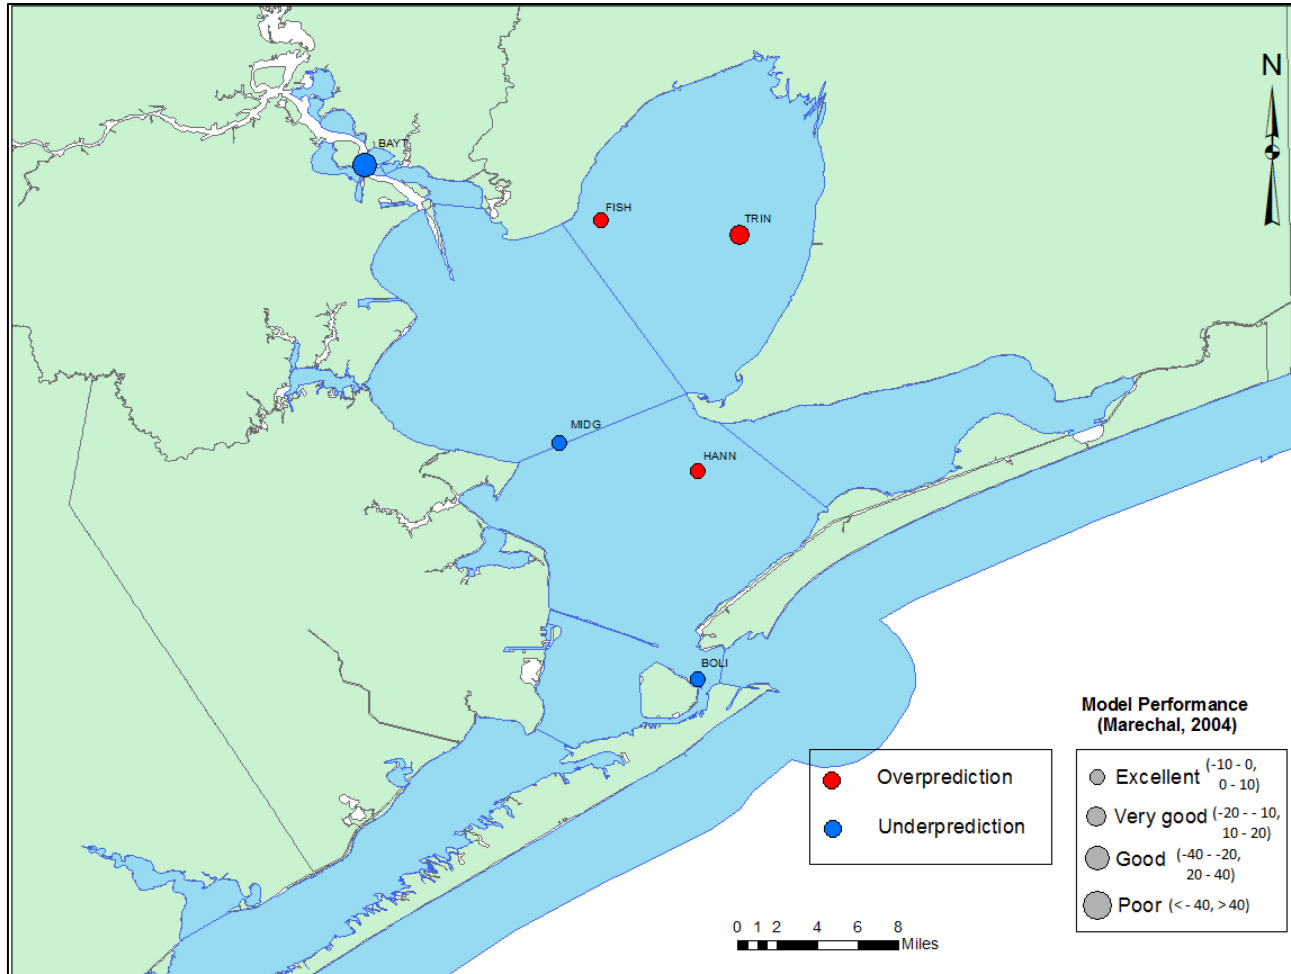 N
BAYT
FISH
TRIN
MIDG
HANN
BOLI
Overprediction
Underprediction
Model Performance
(Marechal, 2004)
Excellent (-10 - 0,
0 - 10)
Very good (-20 - - 10,
10 - 20)
Good (-40 - -20,
20 - 40)
Poor (< - 40, >40)
0 1 2 4 6 8
Miles